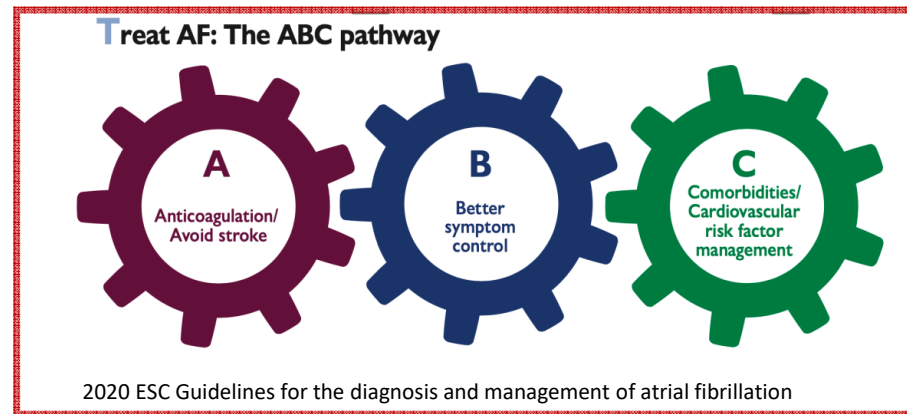 Treat AF: The ABC pathway
A
Anticoagulation/
Avoid stroke
B
Better
symptom
control
C
Comorbidities/
Cardiovascular
risk factor
management
2020 ESC Guidelines for the diagnosis and management of atrial fibrillation